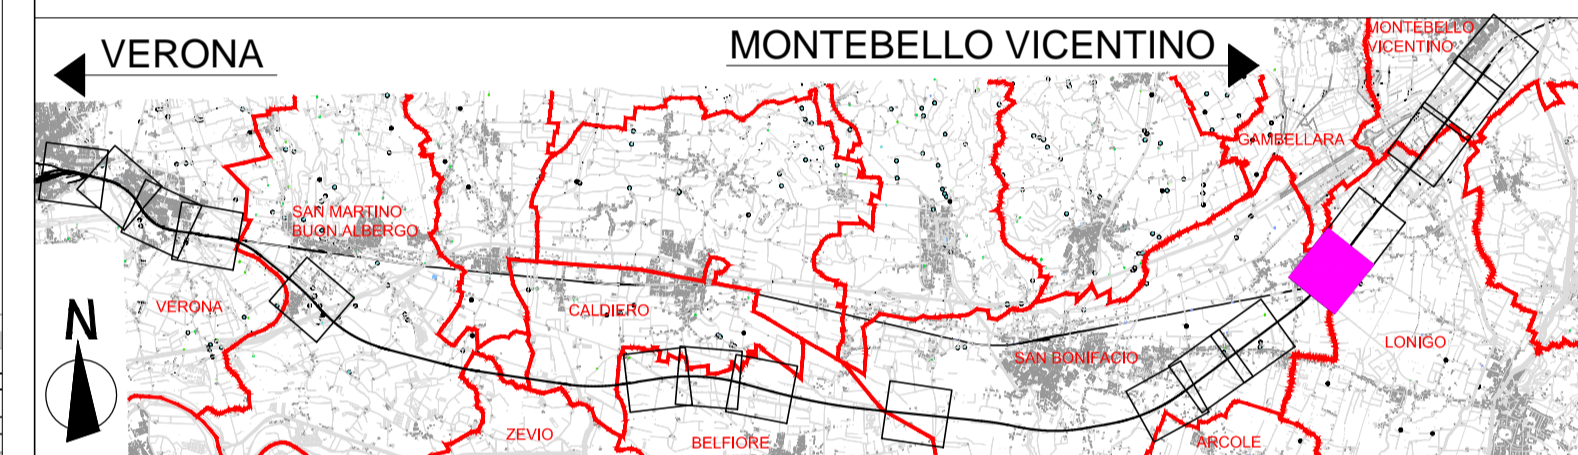 VERONA
MONTEBELLO VICENTINO
MONTEBELLO
VICENTINO
GAMBELLARA
SAN MARTINO
BUON ALBERGO
VERONA
CALDIERO
N
SAN BONIFACIO
LONIGO
ZEVIO
BELFIORE
ARCOLE